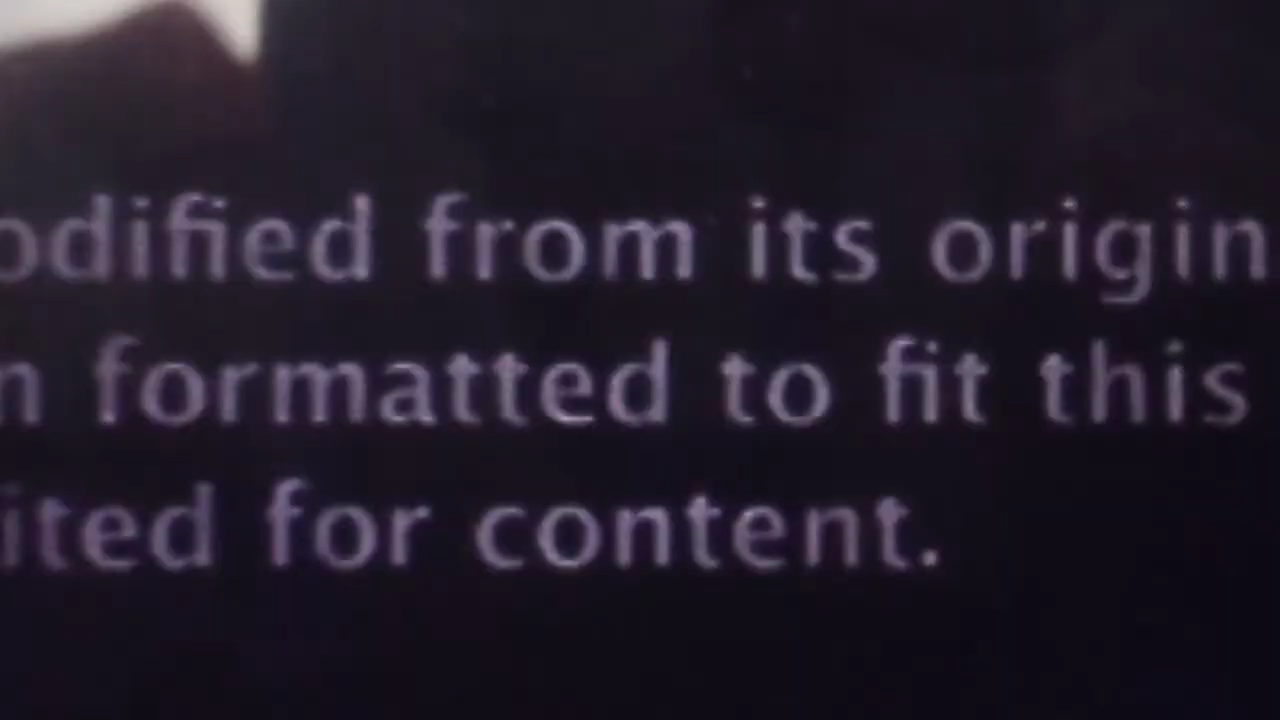 odified from its origin
n formatted to fit this
ited for content.